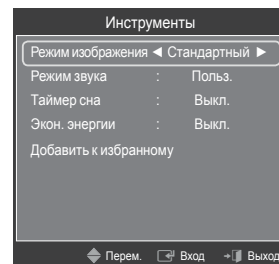 Инструменты
Режим изображения ◄ Стандартный ►
Режим звука : Польз.
Таймер сна : Выкл.
Экон. энергии : Выкл.
Добавить к избранному
Перем. Вход Выход